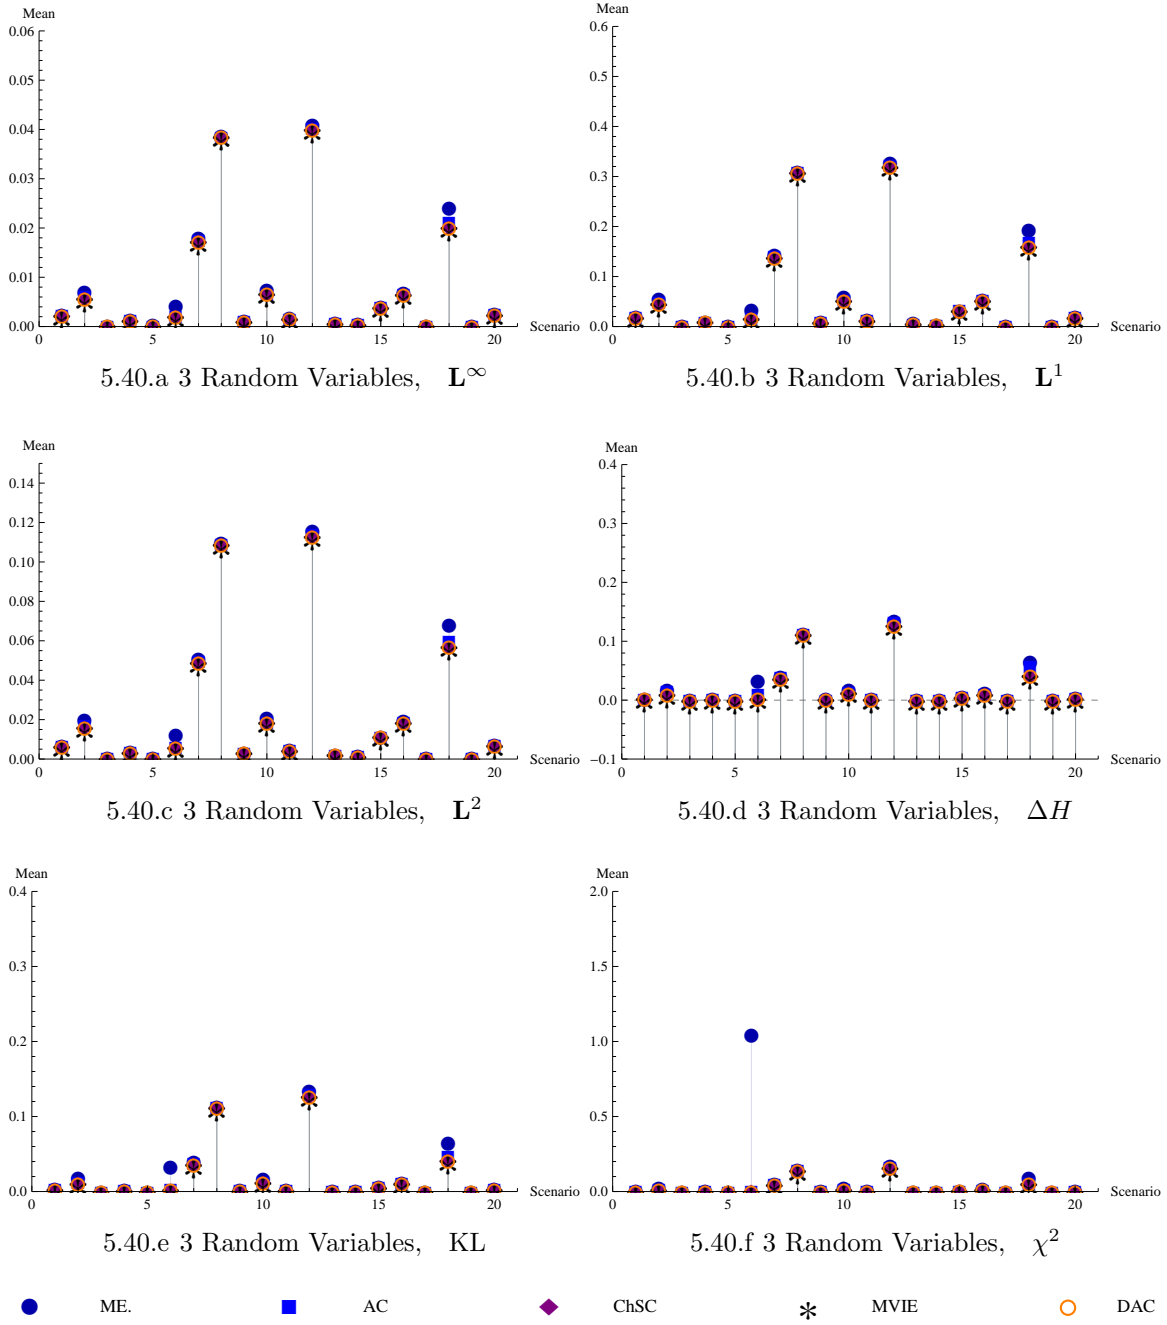 Mean
0.06
0.05
0.04
0.03
0.02
0.01
0.00
0 5 10 15 20 Scenario
5.40.a 3 Random Variables, L∞
Mean
0.6
0.5
0.4
0.3
0.2
0.1
0.0
0 5 10 15 20 Scenario
5.40.b 3 Random Variables, L1
Mean
0.14
0.12
0.10
0.08
0.06
0.04
0.02
0.00
0 5 10 15 20 Scenario
5.40.c 3 Random Variables, L2
Mean
0.4
0.3
0.2
0.1
0.0
−0.1
0 5 10 15 20 Scenario
5.40.d 3 Random Variables, ΔH
Mean
0.4
0.3
0.2
0.1
0.0
0 5 10 15 20 Scenario
5.40.e 3 Random Variables, KL
Mean
2.0
1.5
1.0
0.5
0.0
0 5 10 15 20 Scenario
5.40.f 3 Random Variables, χ2
ME. AC ChSC MVIE DAC